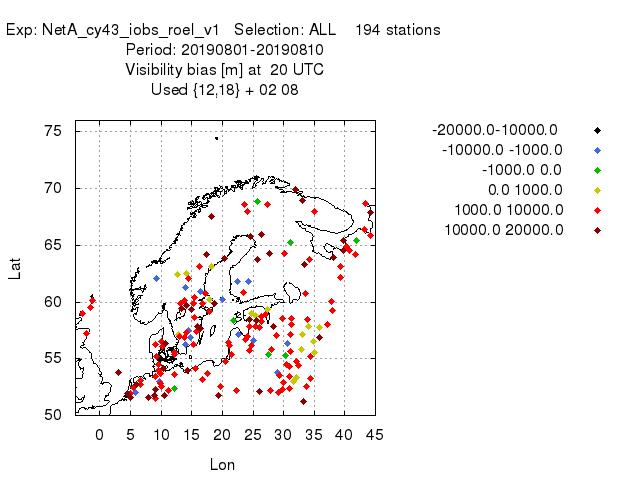 Exp: NetA_cy43_iobs_roel_v1 Selection: ALL 194 stations
Period: 20190801-20190810
Visibility bias [m] at 20 UTC
Used {12,18} + 02 08
-20000.0-10000.0
-10000.0 -1000.0
-1000.0 0.0
0.0 1000.0
1000.0 10000.0
10000.0 20000.0
75
70
65
60
55
50
Lat
0 5 10 15 20 25 30 35 40 45
Lon